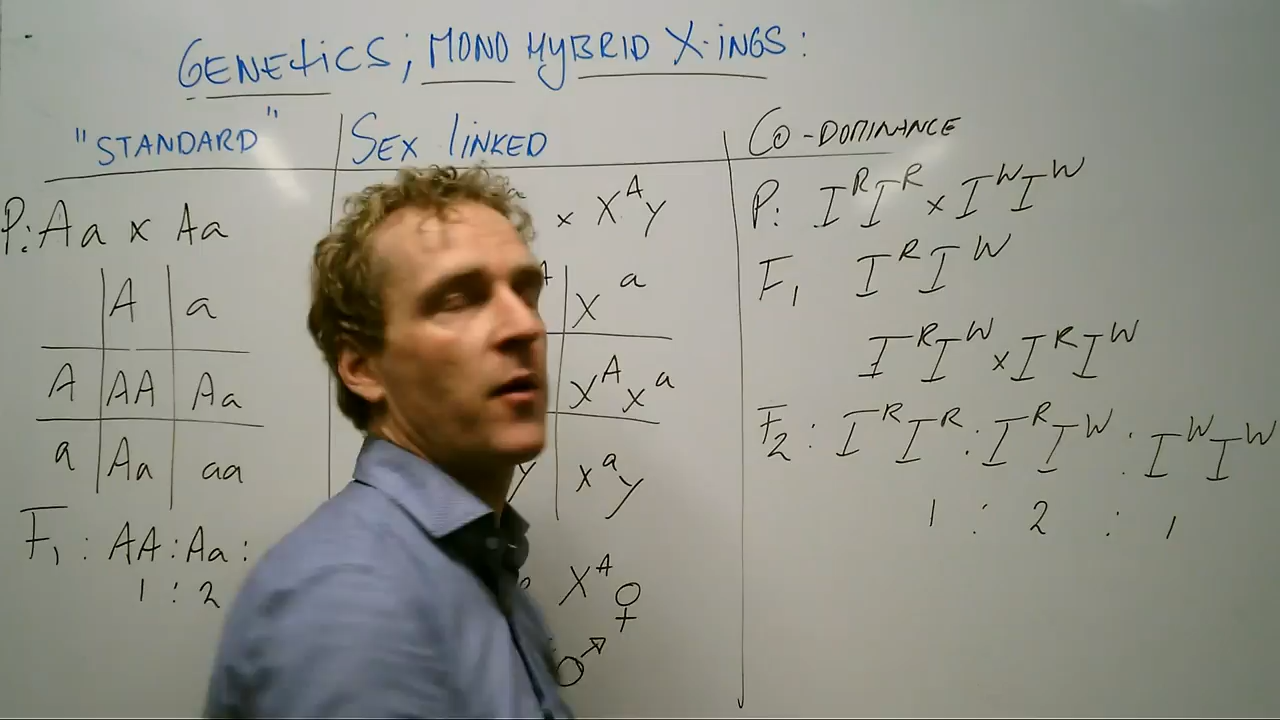 GENETICS; MONO HYBRID X-INGS:
"STANDARD"
P: Aa x Aa
A a
A AA Aa
a Aa aa
F1: AA : Aa :
1 : 2
SEX LINKED
a x X^A y
X^a
X^A x^a
y x^a y
X^A ♀
♂
CO-DOMINANCE
P: I^R I^R x I^W I^W
F1 I^R I^W
I^R I^W x I^R I^W
F2: I^R I^R : I^R I^W : I^W I^W
1 : 2 : 1